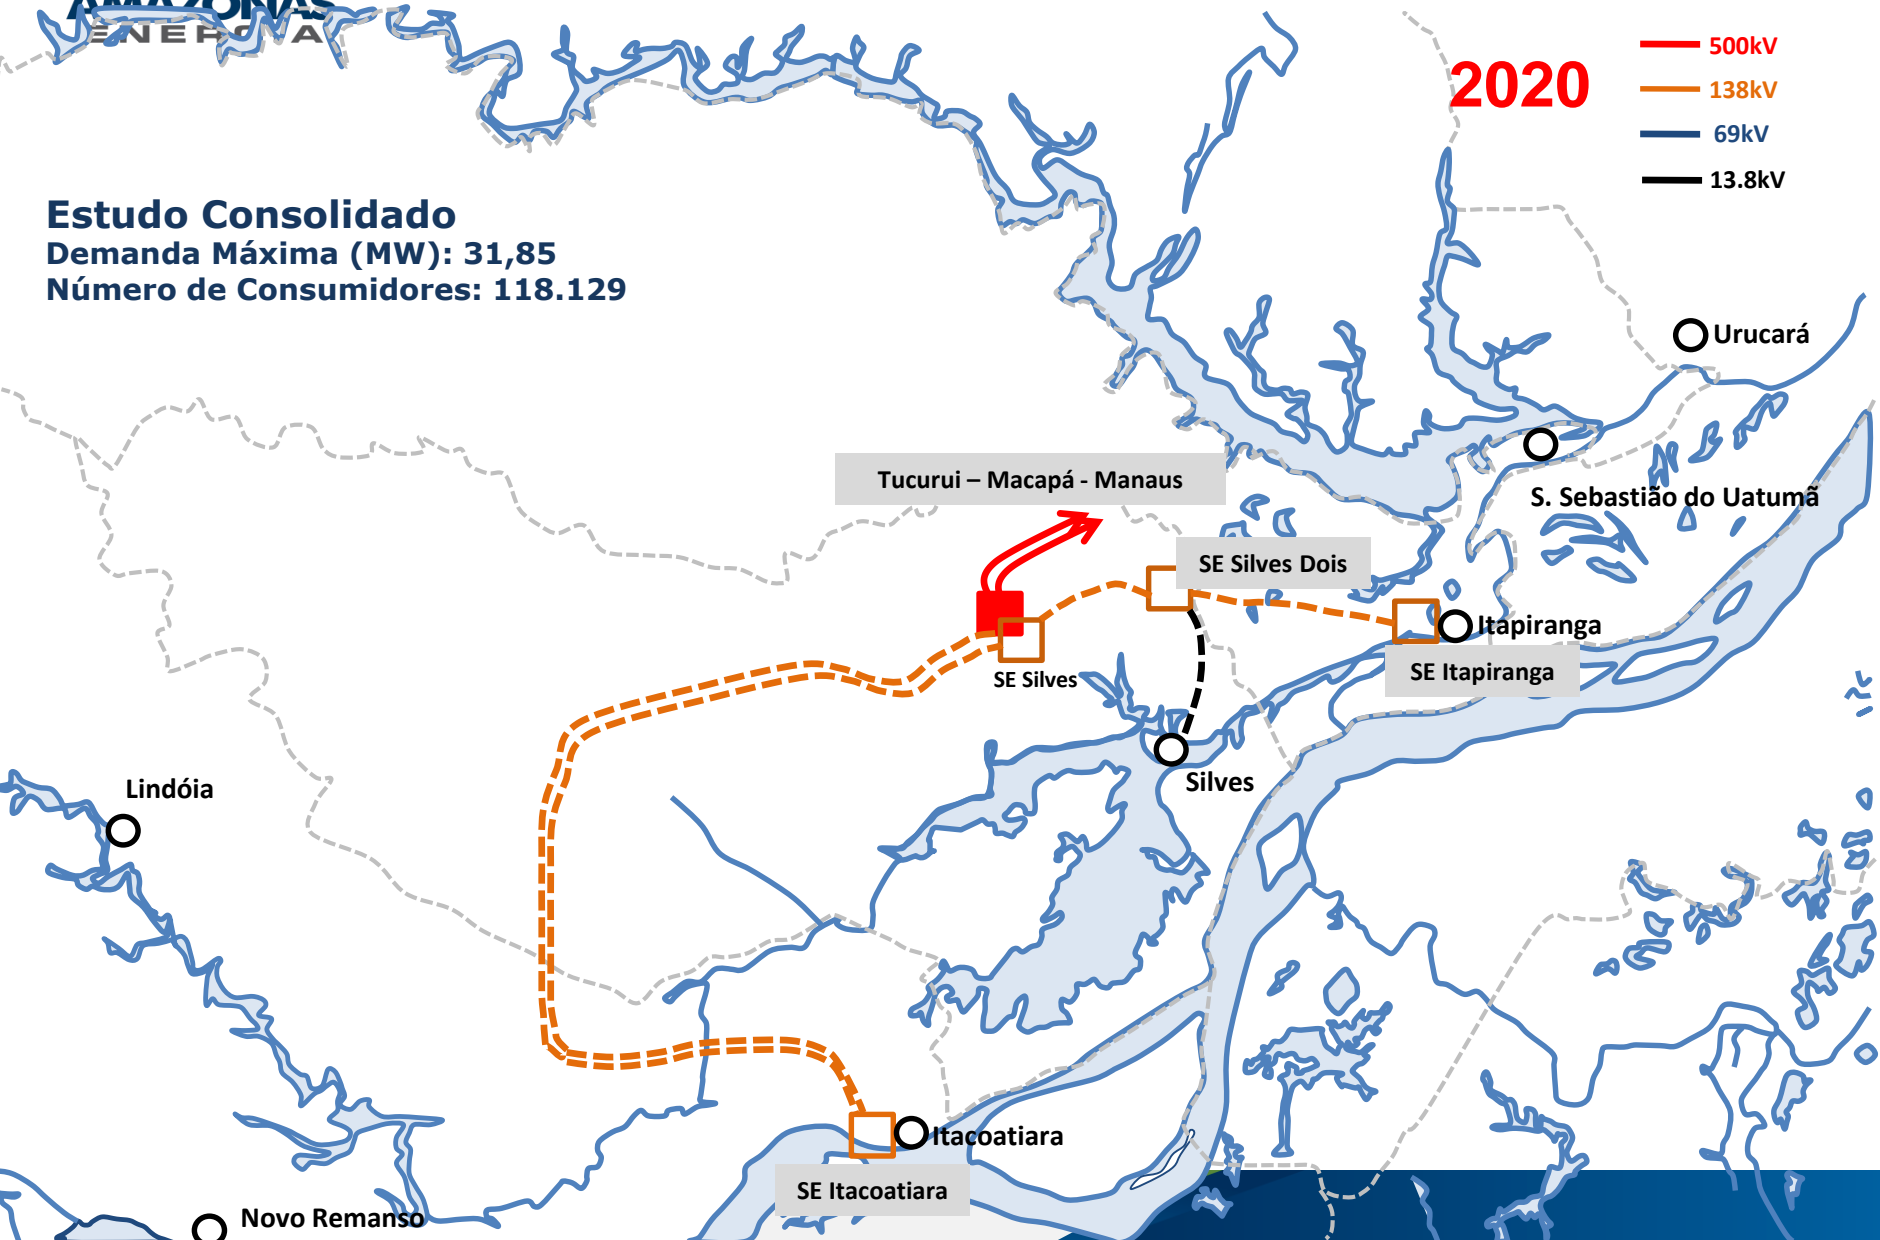 AMAZONAS
ENERGIA
2020
500kV
138kV
69kV
13.8kV
Estudo Consolidado
Demanda Máxima (MW): 31,85
Número de Consumidores: 118.129
Urucará
Tucurui – Macapá - Manaus
S. Sebastião do Uatumã
SE Silves Dois
Itapiranga
SE Itapiranga
SE Silves
Silves
Lindóia
Itacoatiara
SE Itacoatiara
Novo Remanso